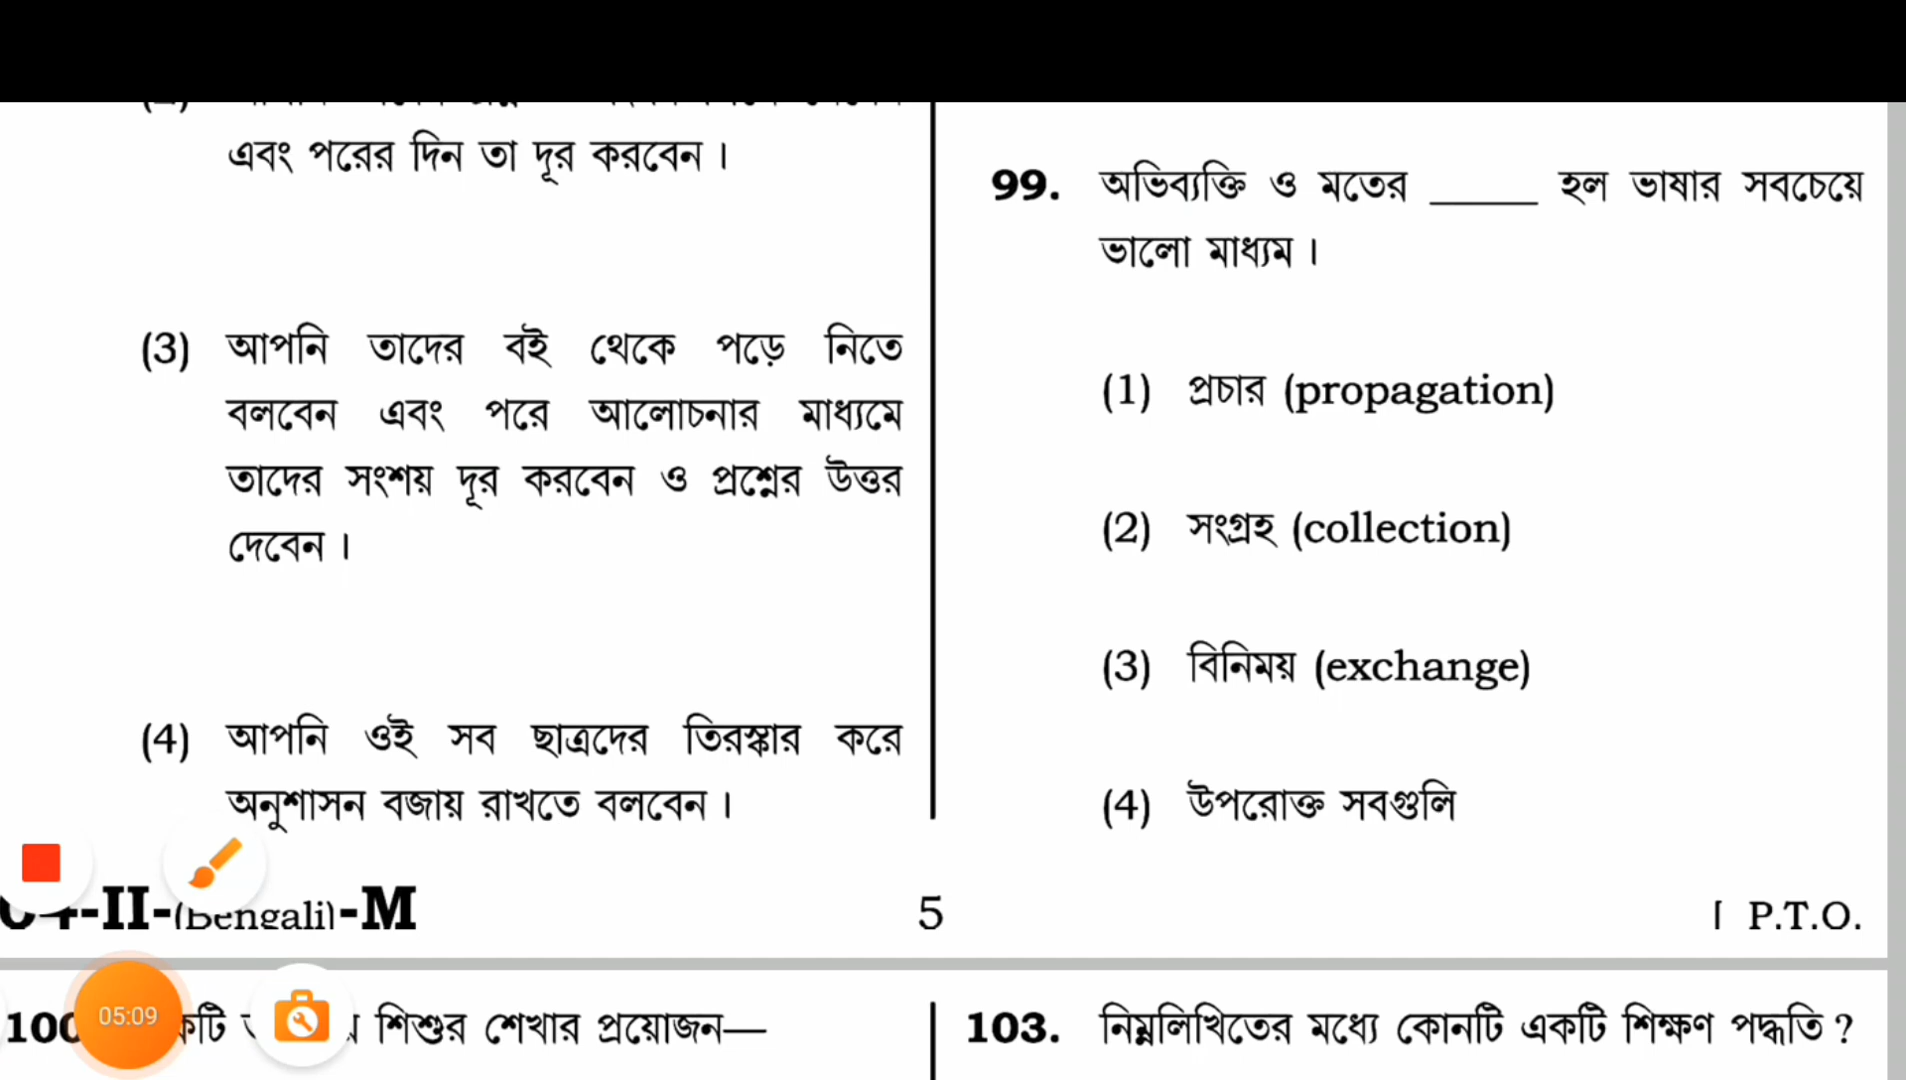 এবং পরের দিন তা দূর করবেন।
(3) আপনি তাদের বই থেকে পড়ে নিতে
বলবেন এবং পরে আলোচনার মাধ্যমে
তাদের সংশয় দূর করবেন ও প্রশ্নের উত্তর
দেবেন।
(4) আপনি ওই সব ছাত্রদের তিরস্কার করে
অনুশাসন বজায় রাখতে বলবেন।
99. অভিব্যক্তি ও মতের _____ হল ভাষার সবচেয়ে
ভালো মাধ্যম।
(1) প্রচার (propagation)
(2) সংগ্রহ (collection)
(3) বিনিময় (exchange)
(4) উপরোক্ত সবগুলি
-II-(Bengali)-M
5
[ P.T.O.
05:09
শিশুর শেখার প্রয়োজন—
103. নিম্নলিখিতের মধ্যে কোনটি একটি শিক্ষণ পদ্ধতি ?